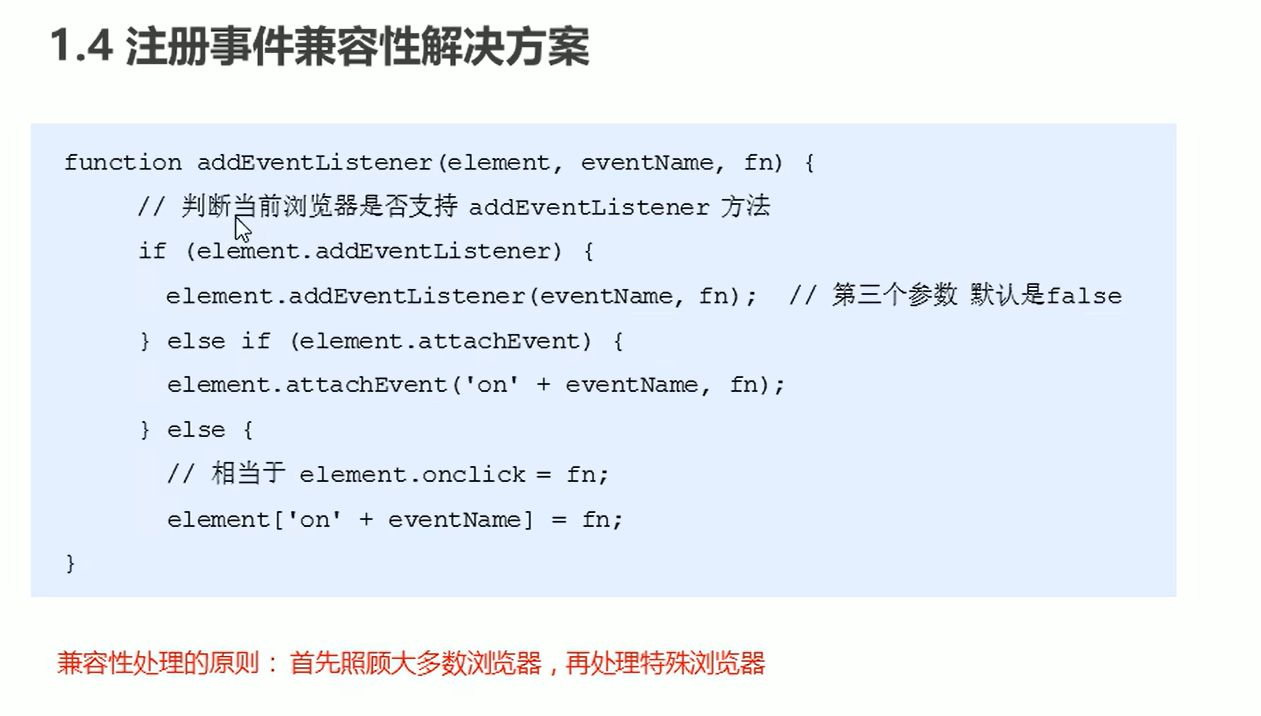 1.4 注册事件兼容性解决方案
function addEventListener(element, eventName, fn) {
// 判断当前浏览器是否支持 addEventListener 方法
if (element.addEventListener) {
element.addEventListener(eventName, fn); // 第三个参数 默认是false
} else if (element.attachEvent) {
element.attachEvent('on' + eventName, fn);
} else {
// 相当于 element.onclick = fn;
element['on' + eventName] = fn;
}
兼容性处理的原则： 首先照顾大多数浏览器，再处理特殊浏览器